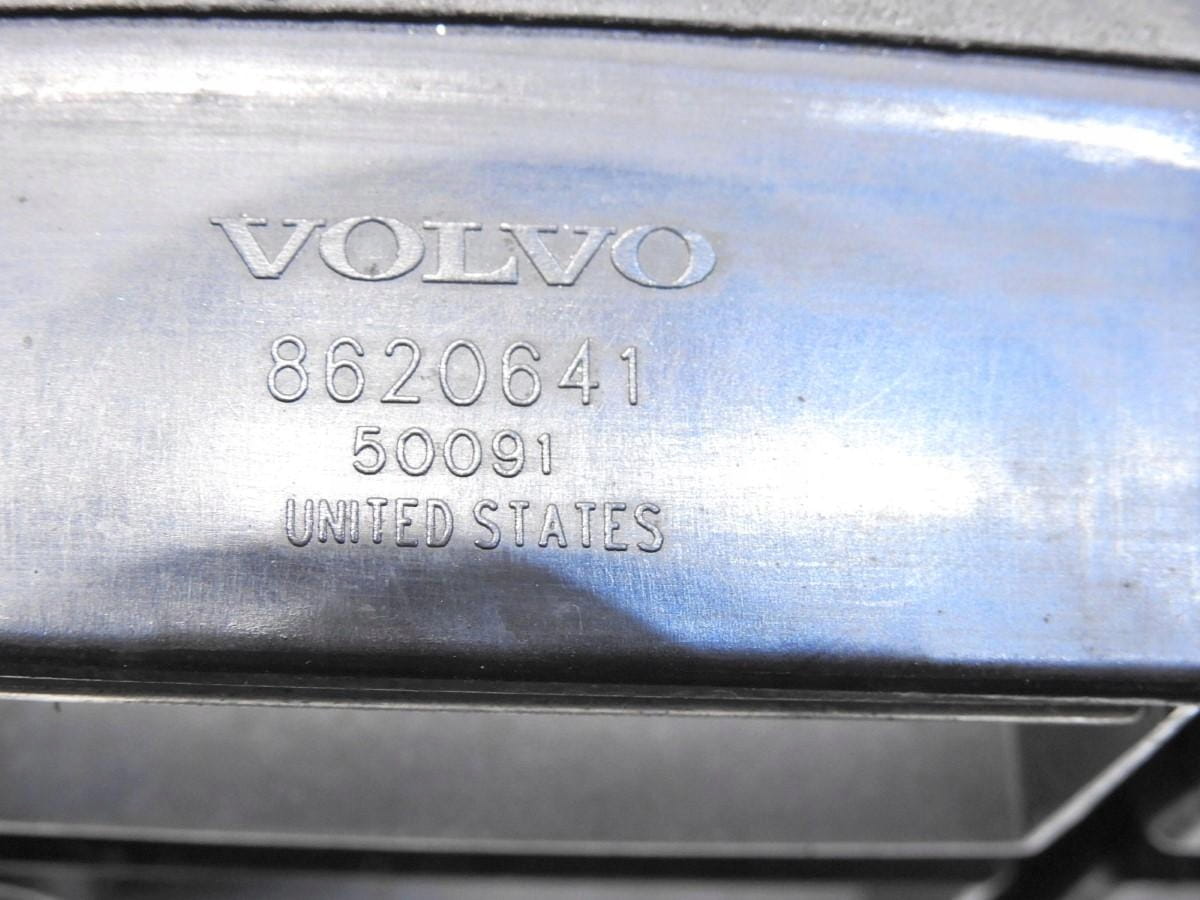 VOLVO
8620641
50091
UNITED STATES